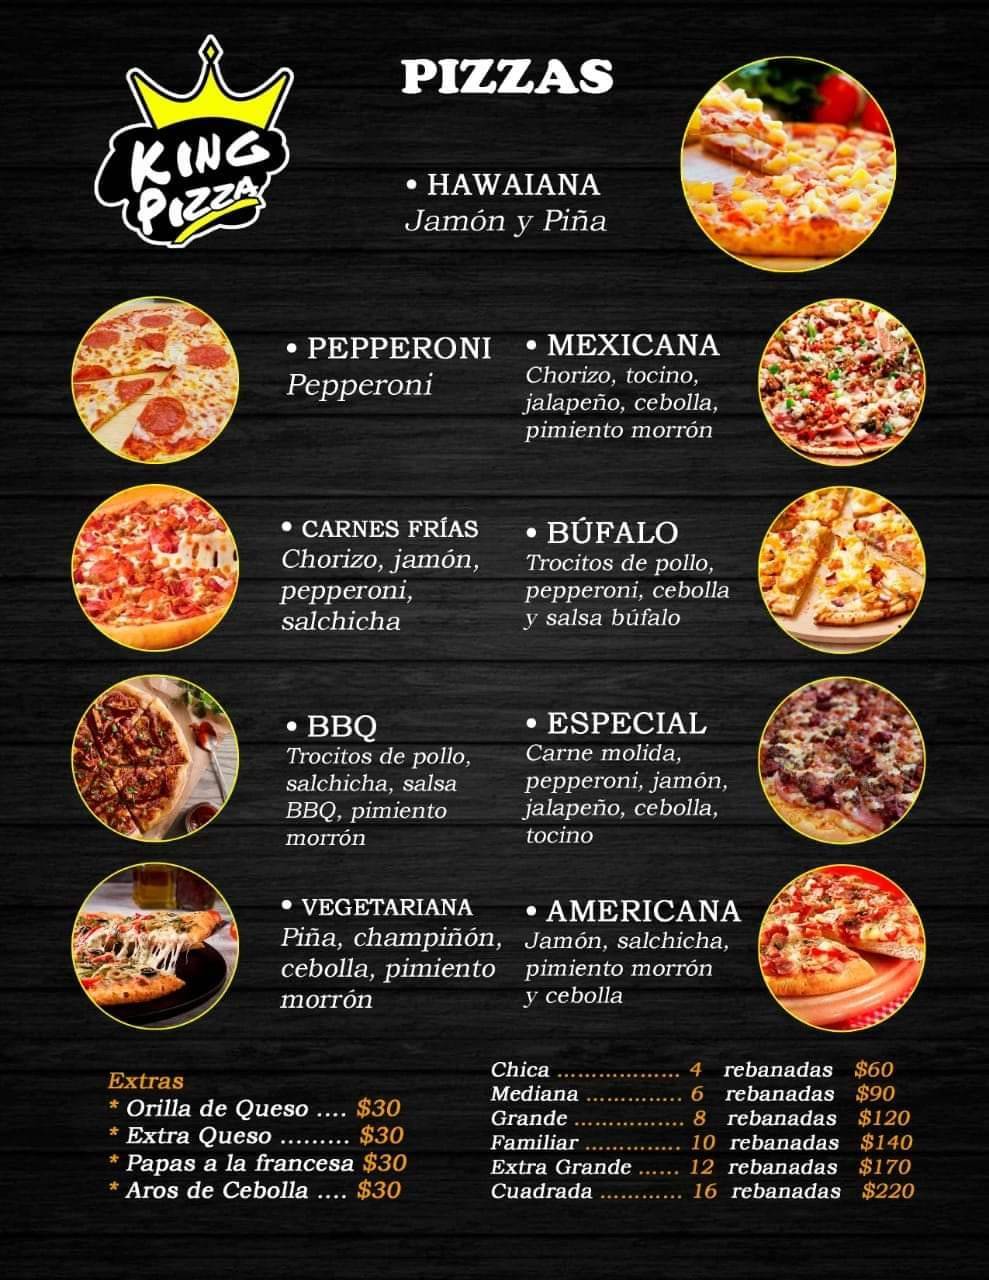 KING
PIZZA
PIZZAS
• HAWAIANA
Jamón y Piña
• PEPPERONI
Pepperoni
• MEXICANA
Chorizo, tocino,
jalapeño, cebolla,
pimiento morrón
• CARNES FRÍAS
Chorizo, jamón,
pepperoni,
salchicha
• BÚFALO
Trocitos de pollo,
pepperoni, cebolla
y salsa búfalo
• BBQ
Trocitos de pollo,
salchicha, salsa
BBQ, pimiento
morrón
• ESPECIAL
Carne molida,
pepperoni, jamón,
jalapeño, cebolla,
tocino
• VEGETARIANA
Piña, champiñón,
cebolla, pimiento
morrón
• AMERICANA
Jamón, salchicha,
pimiento morrón
y cebolla
Extras
* Orilla de Queso .... $30
* Extra Queso ......... $30
* Papas a la francesa $30
* Aros de Cebolla .... $30
Chica .................. 4 rebanadas $60
Mediana .............. 6 rebanadas $90
Grande ................ 8 rebanadas $120
Familiar .............. 10 rebanadas $140
Extra Grande ...... 12 rebanadas $170
Cuadrada ............ 16 rebanadas $220